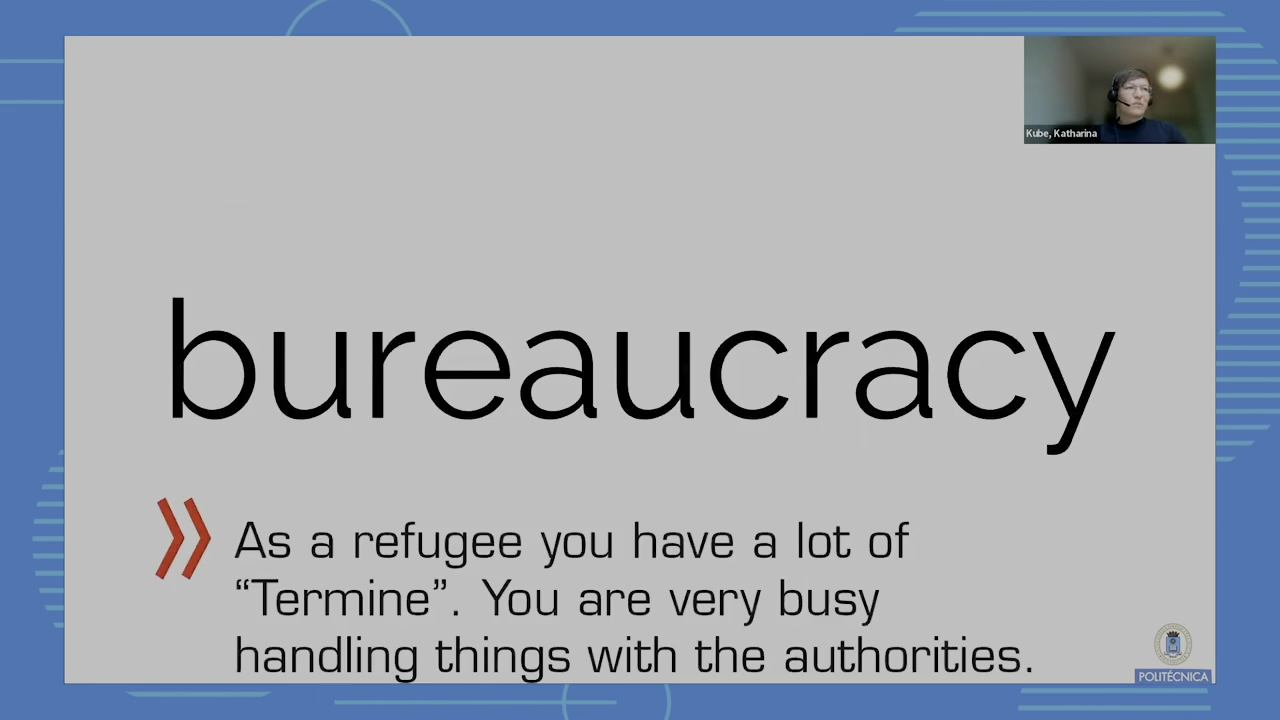 Kube, Katharina
bureaucracy
As a refugee you have a lot of
“Termine”. You are very busy
handling things with the authorities.
POLITÉCNICA